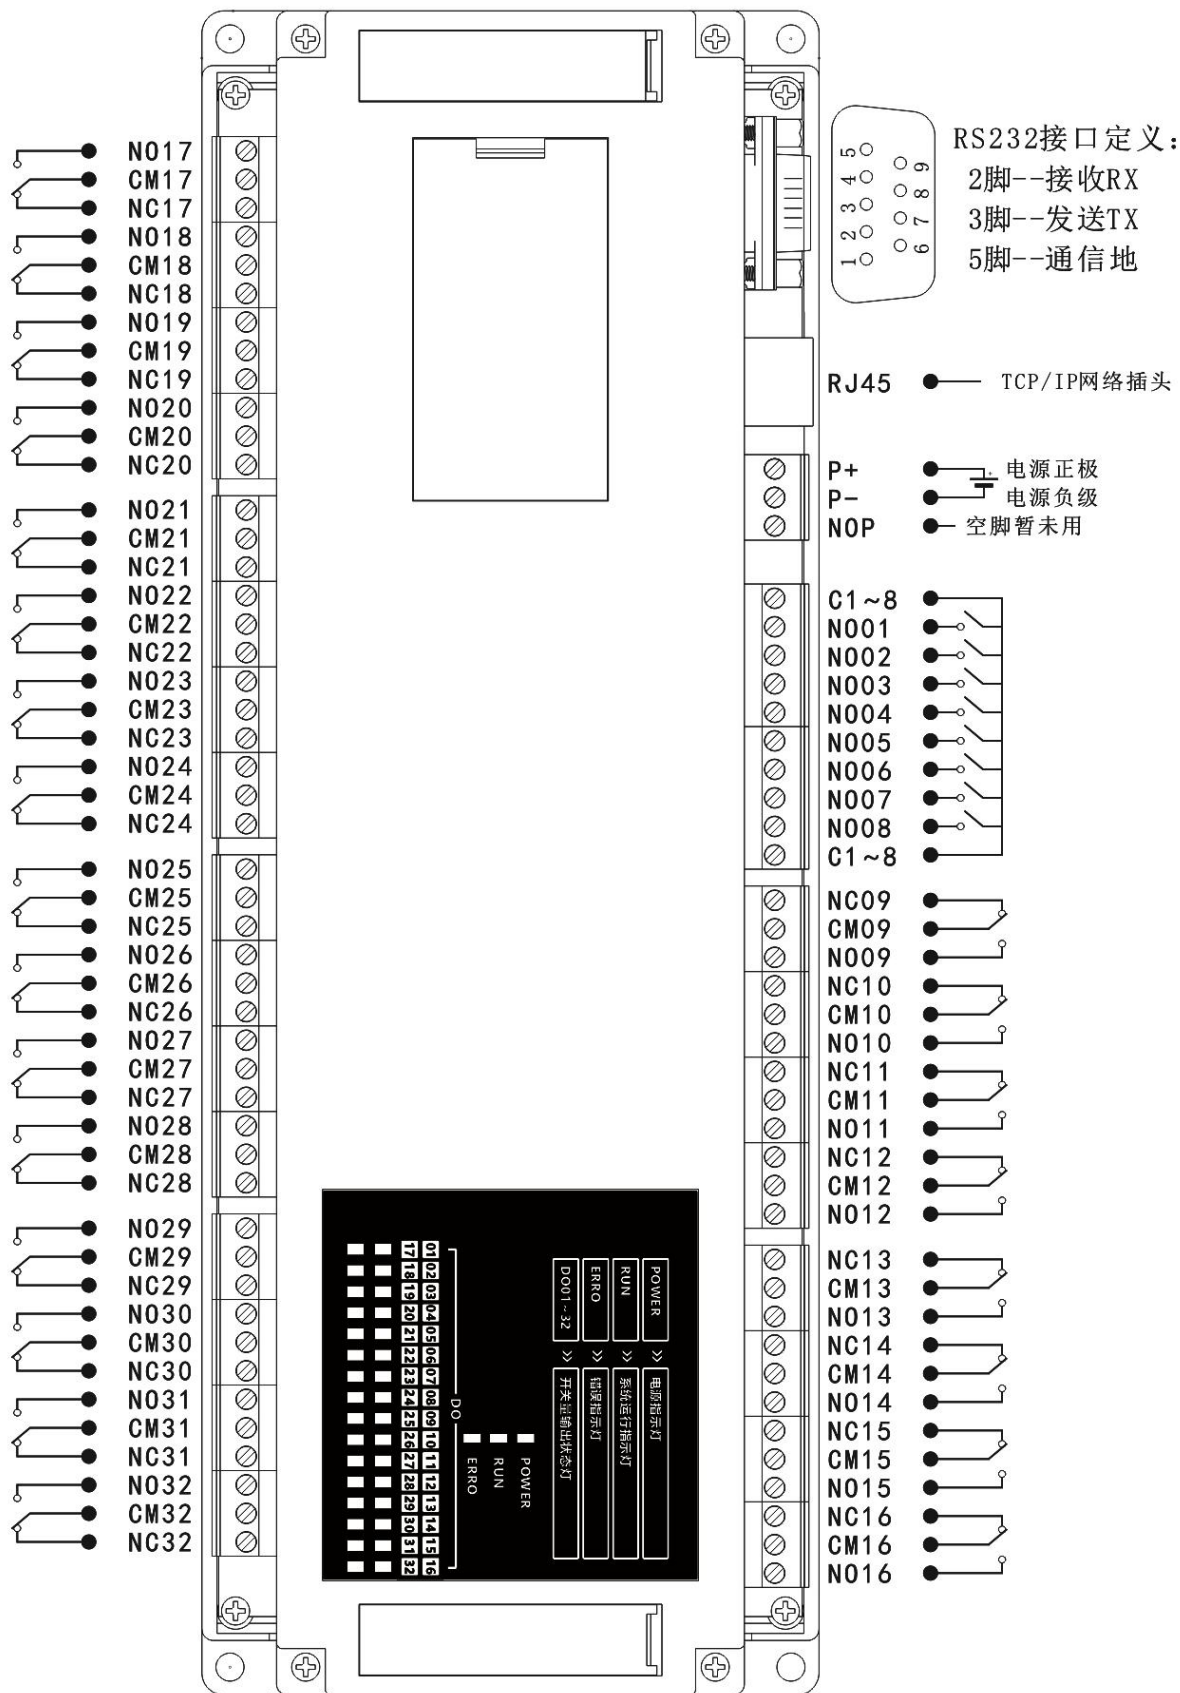 NO17
CM17
NC17
NO18
CM18
NC18
NO19
CM19
NC19
NO20
CM20
NC20
NO21
CM21
NC21
NO22
CM22
NC22
NO23
CM23
NC23
NO24
CM24
NC24
NO25
CM25
NC25
NO26
CM26
NC26
NO27
CM27
NC27
NO28
CM28
NC28
NO29
CM29
NC29
NO30
CM30
NC30
NO31
CM31
NC31
NO32
CM32
NC32
POWER >> 电源指示灯
RUN >> 系统运行指示灯
ERRO >> 错误指示灯
DO01~32 >> 开关量输出状态灯
POWER
RUN
ERRO
DO
01 02 03 04 05 06 07 08 09 10 11 12 13 14 15 16
17 18 19 20 21 22 23 24 25 26 27 28 29 30 31 32
1 2 3 4 5
6 7 8 9
RS232接口定义:
2脚--接收RX
3脚--发送TX
5脚--通信地
RJ45 TCP/IP网络插头
P+ 电源正极
P- 电源负级
NOP 空脚暂未用
C1~8
NO01
NO02
NO03
NO04
NO05
NO06
NO07
NO08
C1~8
NC09
CM09
NO09
NC10
CM10
NO10
NC11
CM11
NO11
NC12
CM12
NO12
NC13
CM13
NO13
NC14
CM14
NO14
NC15
CM15
NO15
NC16
CM16
NO16